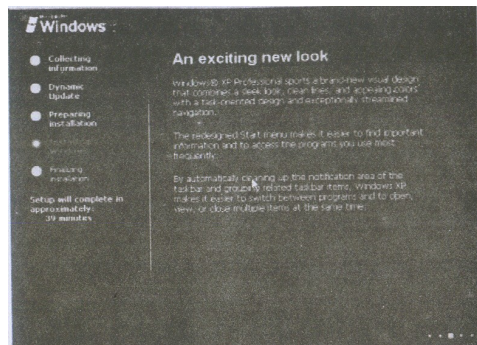 Windows
Collecting
information
Dynamic
Update
Preparing
installation
Installing
Windows
Finalizing
installation
Setup will complete in
approximately:
39 minutes
An exciting new look
Windows® XP Professional sports a brand-new visual design
that combines a sleek look, clean lines, and appealing colors
with a task-oriented design and exceptionally streamlined
navigation.
The redesigned Start menu makes it easier to find important
information and to access the programs you use most
frequently.
By automatically cleaning up the notification area of the
taskbar and grouping related taskbar items, Windows XP
makes it easier to switch between programs and to open,
view, or close multiple items at the same time.